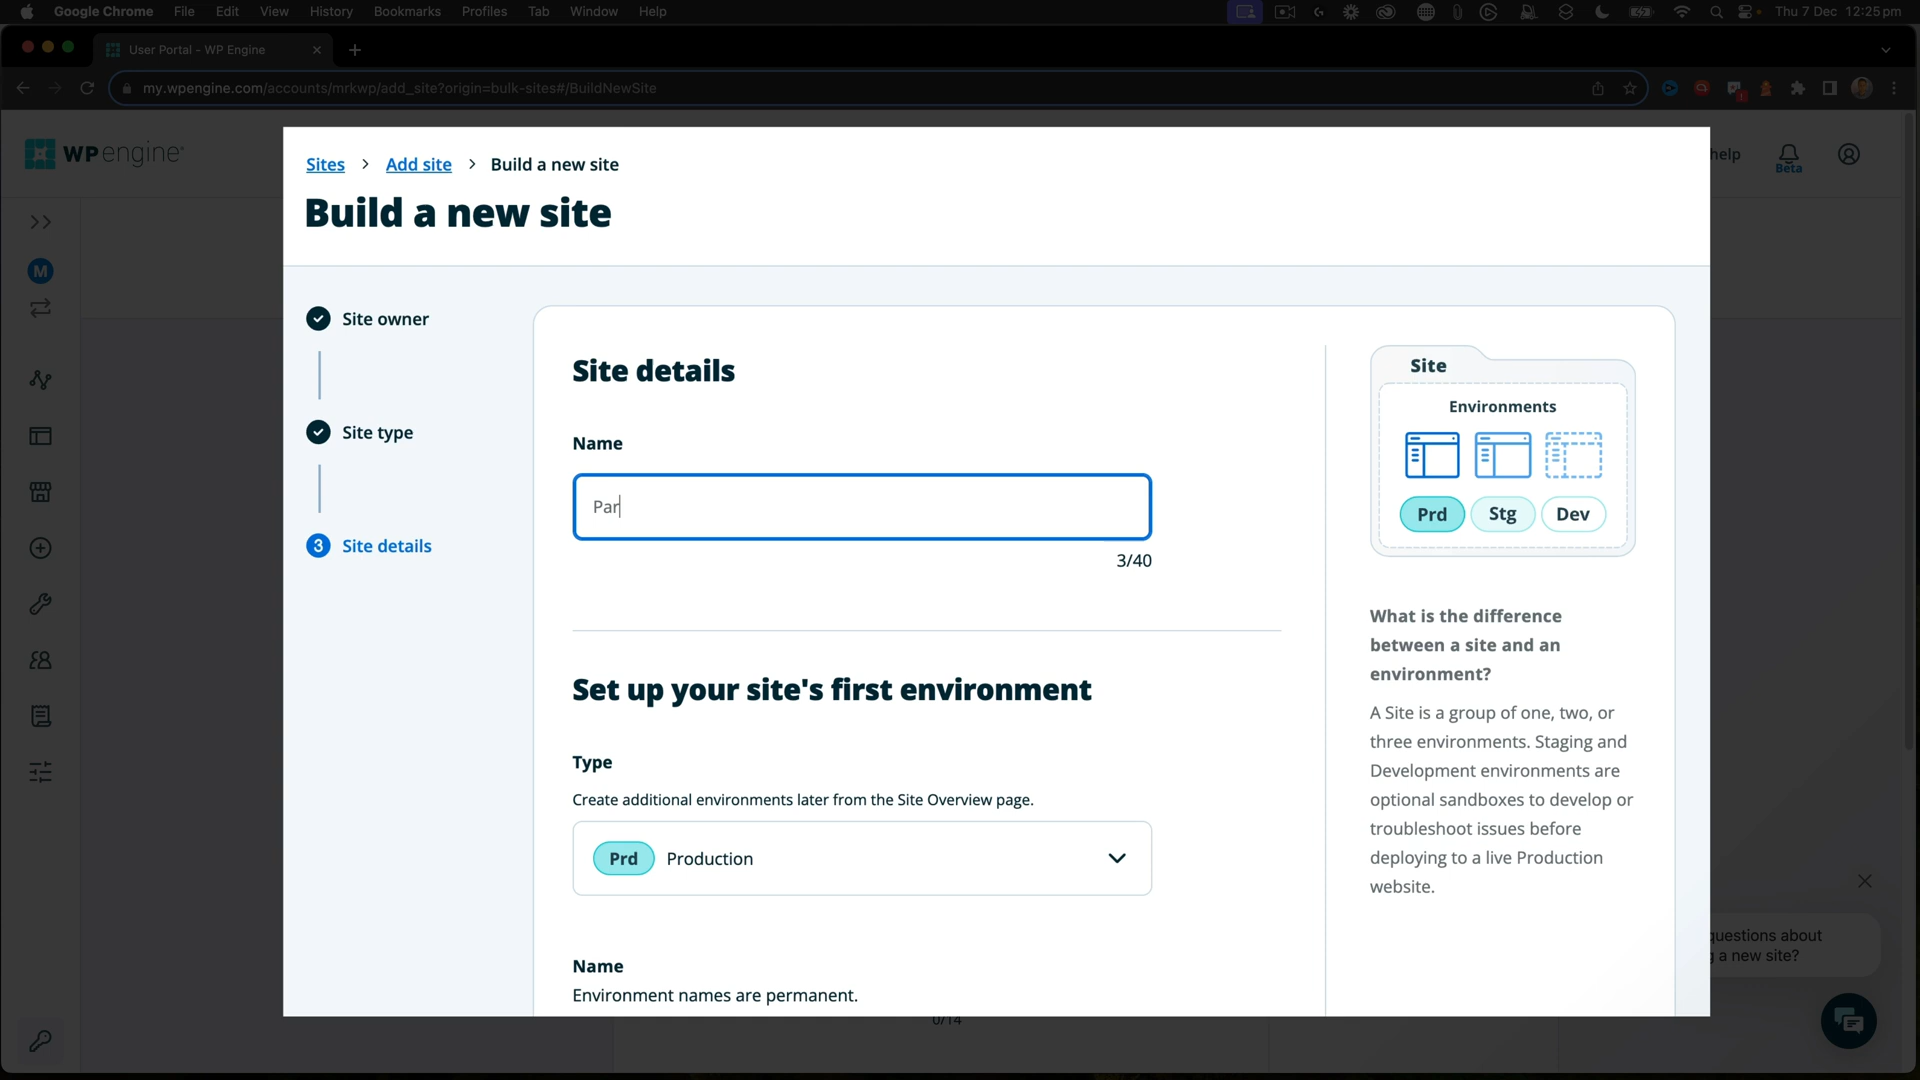 Google Chrome File Edit View History Bookmarks Profiles Tab Window Help Thu 7 Dec 12:25 pm
User Portal - WP Engine
my.wpengine.com/accounts/mrkwp/add_site?origin=bulk-sites#/BuildNewSite
WP engine
help
Beta
M
Sites > Add site > Build a new site
Build a new site
Site owner
Site type
3 Site details
Site details
Name
Par
3/40
Set up your site's first environment
Type
Create additional environments later from the Site Overview page.
Prd Production
Name
Environment names are permanent.
0/14
Site
Environments
Prd Stg Dev
What is the difference
between a site and an
environment?
A Site is a group of one, two, or
three environments. Staging and
Development environments are
optional sandboxes to develop or
troubleshoot issues before
deploying to a live Production
website.
questions about
a new site?